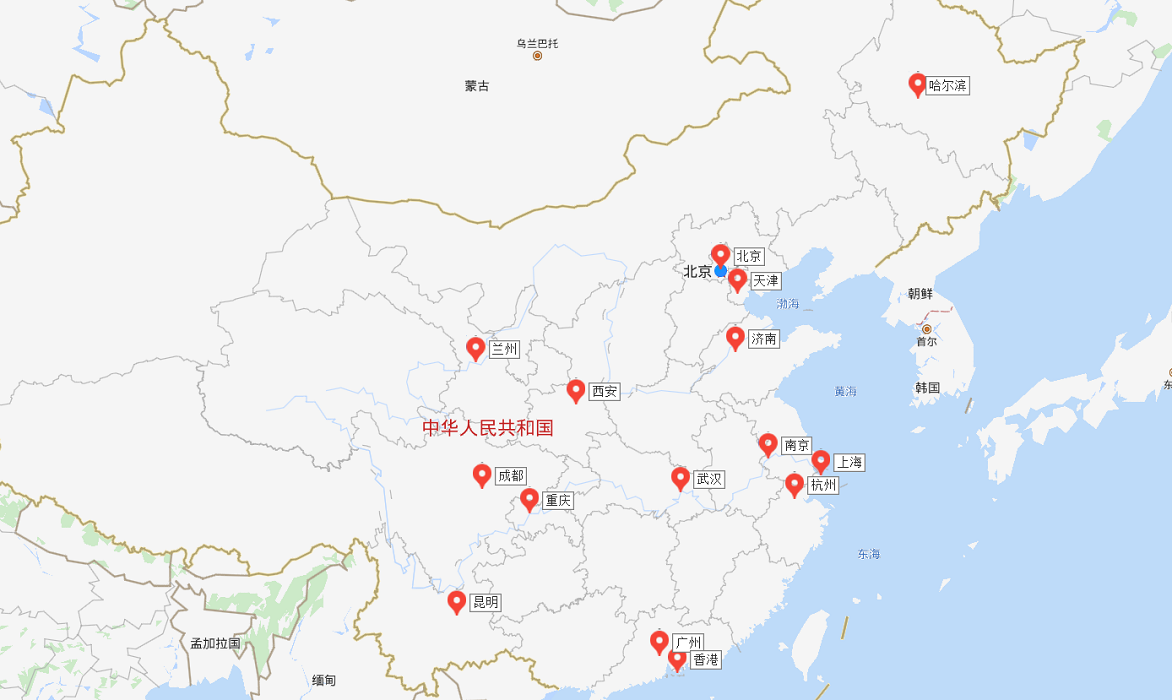 乌兰巴托
蒙古
哈尔滨
北京
北京
天津
朝鲜
渤海
首尔
济南
兰州
韩国
西安
黄海
中华人民共和国
南京
上海
成都
武汉
杭州
重庆
东海
昆明
孟加拉国
广州
香港
缅甸